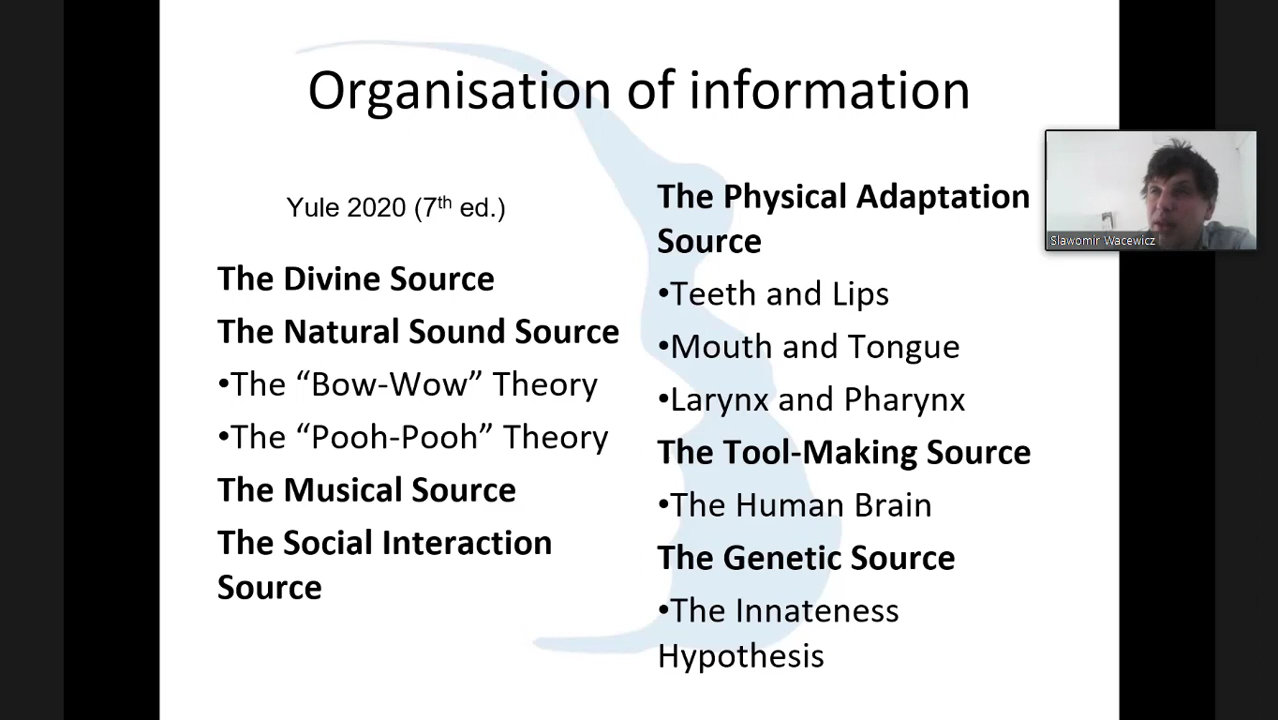 Organisation of information
Yule 2020 (7th ed.)
The Divine Source
The Natural Sound Source
•The “Bow-Wow” Theory
•The “Pooh-Pooh” Theory
The Musical Source
The Social Interaction
Source
The Physical Adaptation
Source
•Teeth and Lips
•Mouth and Tongue
•Larynx and Pharynx
The Tool-Making Source
•The Human Brain
The Genetic Source
•The Innateness
Hypothesis
Slawomir Wacewicz